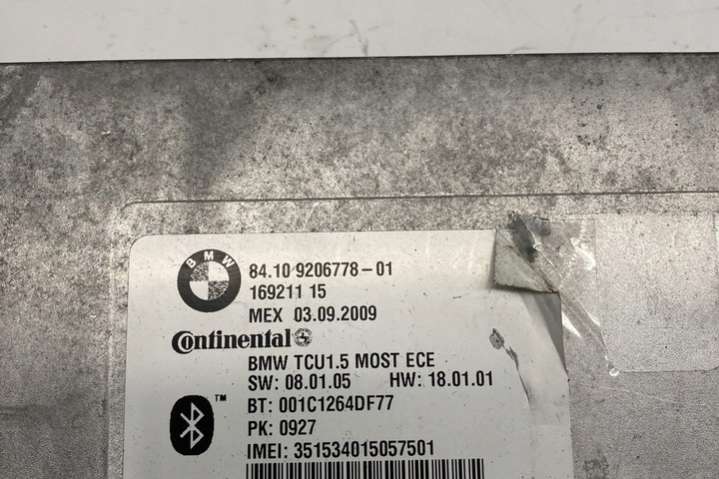 BMW
84.10 9206778-01
169211 15
MEX 03.09.2009
Continental
BMW TCU1.5 MOST ECE
SW: 08.01.05 HW: 18.01.01
TM
BT: 001C1264DF77
PK: 0927
IMEI: 351534015057501